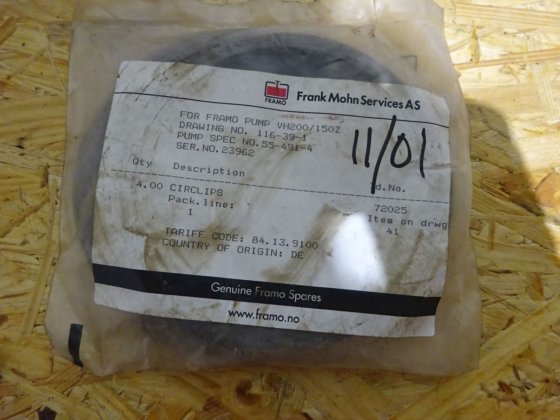 FRAMO
Frank Mohn Services AS
FOR FRAMO PUMP VH200/150Z
DRAWING NO. 116-39-1
PUMP SPEC NO.55-491-4
SER.NO.23962
11/01
Qty Description d.No.
4.00 CIRCLIPS 72025
Pack.line: Item on drwg
1 41
TARIFF CODE: 84.13.9100
COUNTRY OF ORIGIN: DE
Genuine Framo Spares
www.framo.no